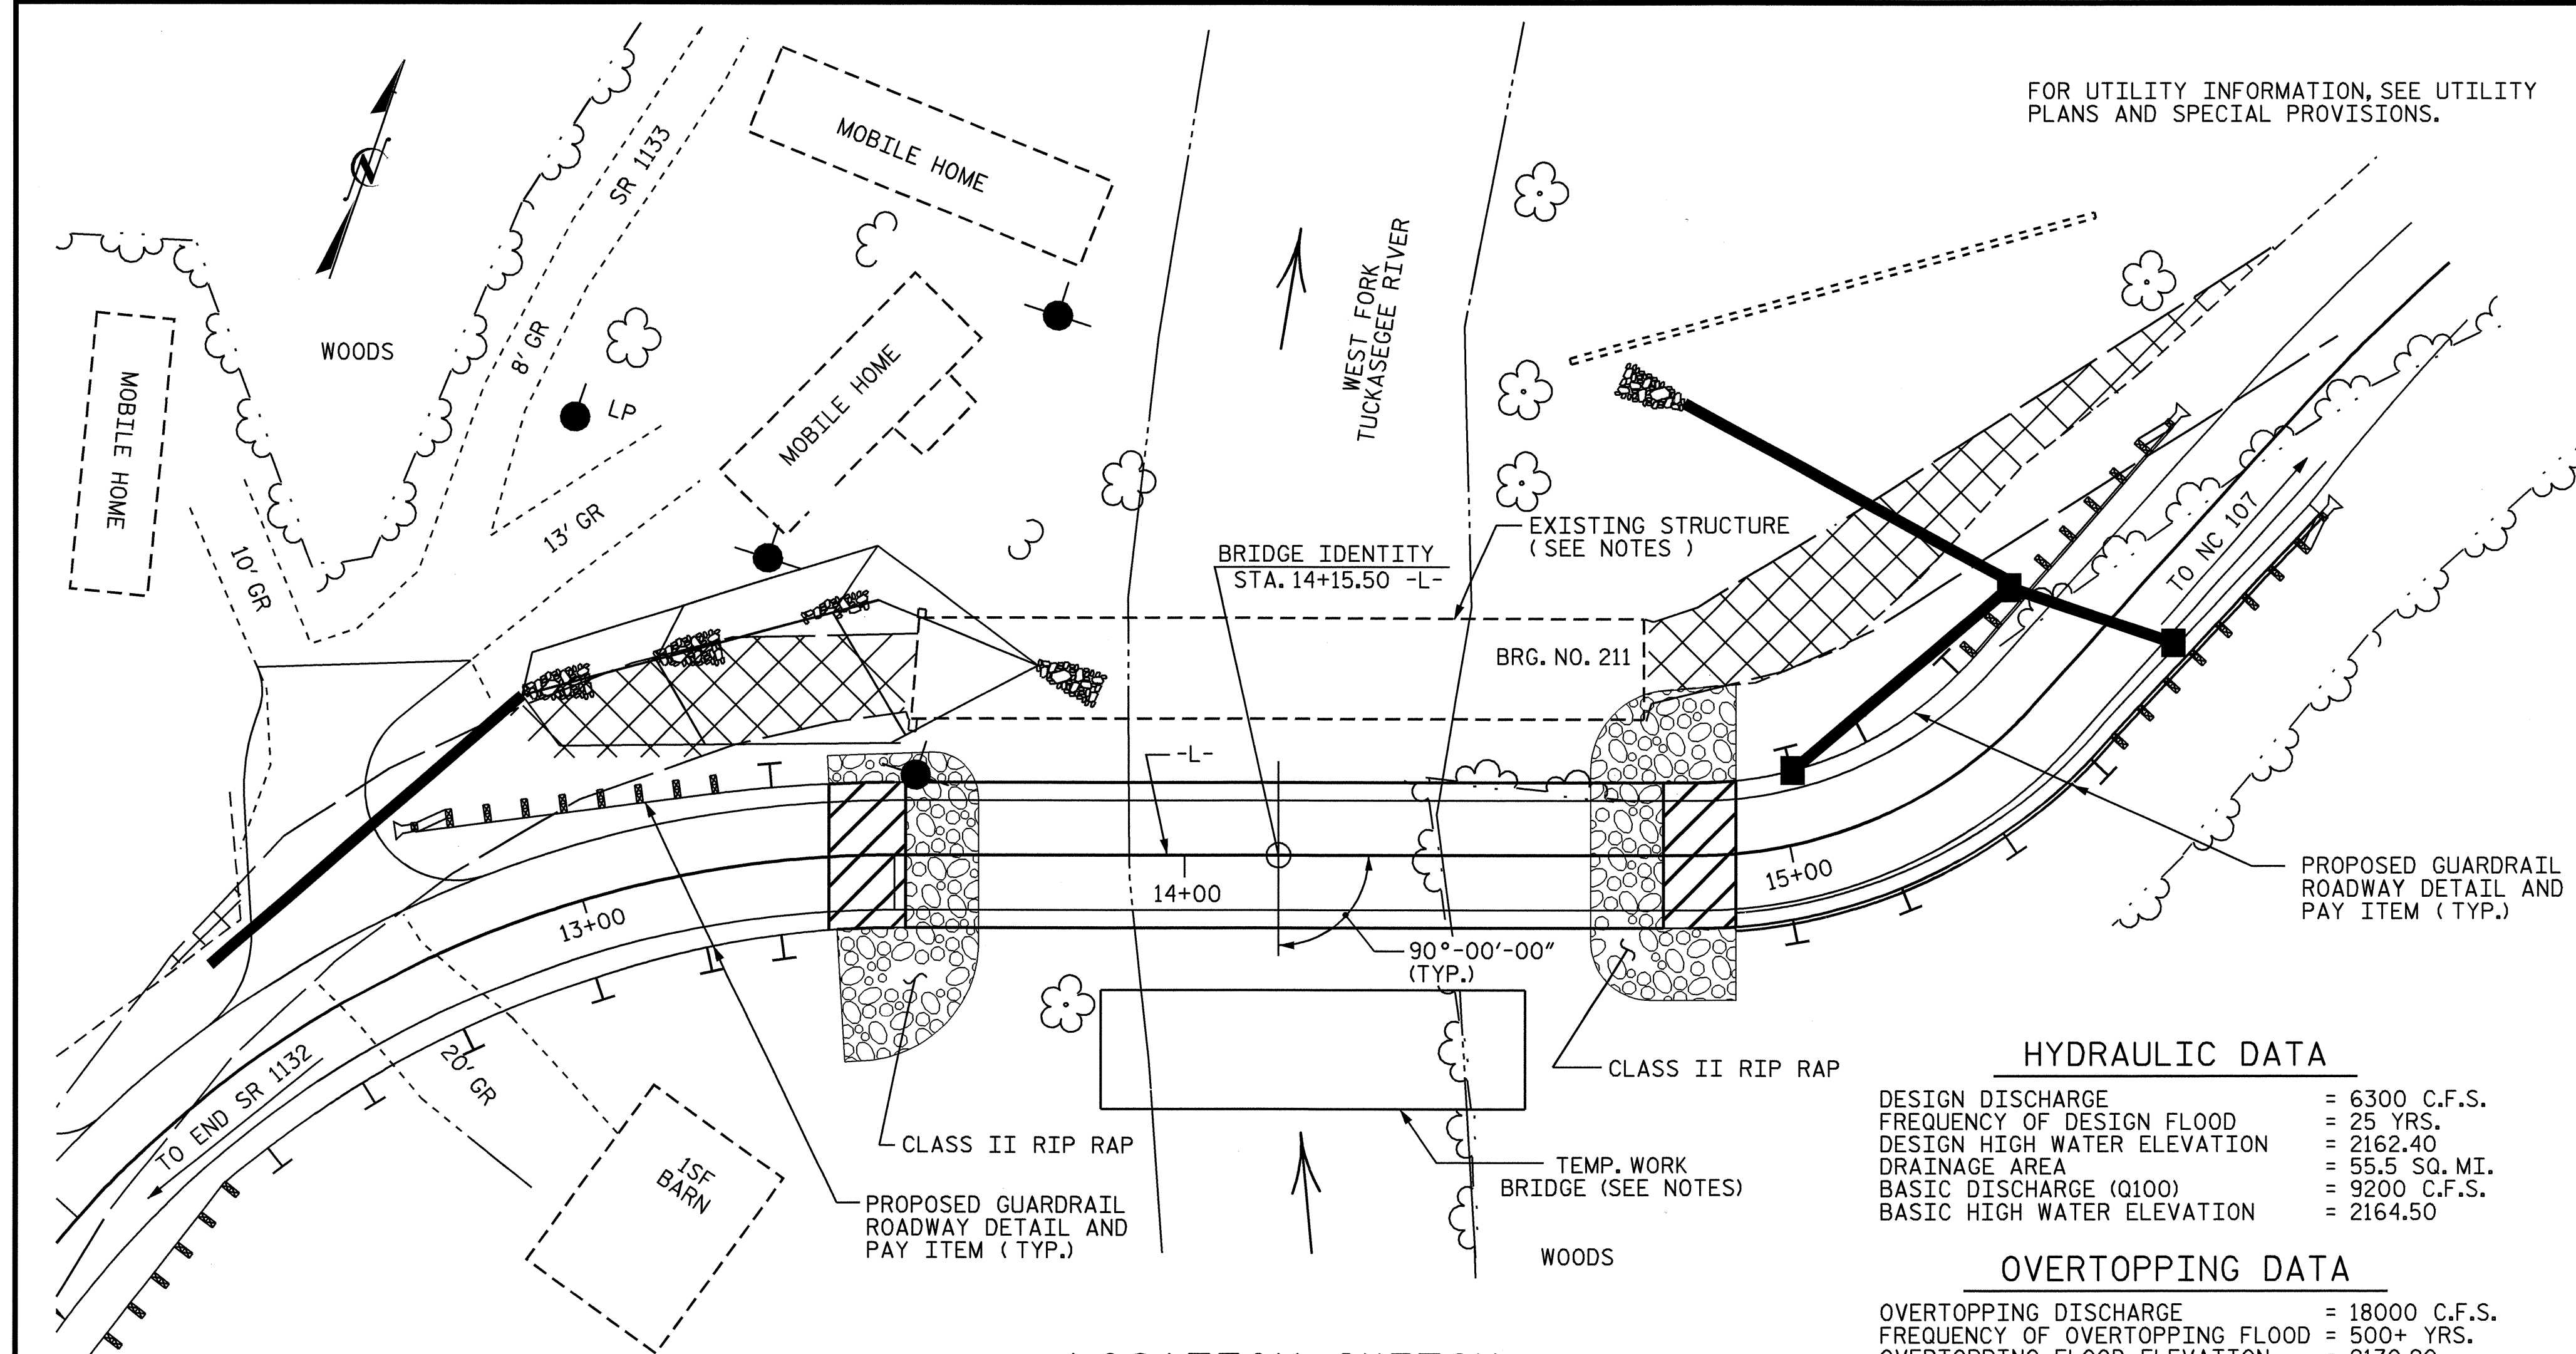 FOR UTILITY INFORMATION, SEE UTILITY
PLANS AND SPECIAL PROVISIONS.
SR 1133
MOBILE HOME
WOODS
8' GR
MOBILE HOME
LP
MOBILE HOME
13' GR
10' GR
WEST FORK
TUCKASEGEE RIVER
EXISTING STRUCTURE
( SEE NOTES )
BRIDGE IDENTITY
STA. 14+15.50 -L-
TO NC 107
BRG. NO. 211
-L-
13+00
14+00
15+00
90°-00'-00"
(TYP.)
PROPOSED GUARDRAIL
ROADWAY DETAIL AND
PAY ITEM ( TYP.)
TO END SR 1132
20' GR
1SF
BARN
CLASS II RIP RAP
CLASS II RIP RAP
TEMP. WORK
BRIDGE (SEE NOTES)
PROPOSED GUARDRAIL
ROADWAY DETAIL AND
PAY ITEM ( TYP.)
WOODS
HYDRAULIC DATA
DESIGN DISCHARGE = 6300 C.F.S.
FREQUENCY OF DESIGN FLOOD = 25 YRS.
DESIGN HIGH WATER ELEVATION = 2162.40
DRAINAGE AREA = 55.5 SQ. MI.
BASIC DISCHARGE (Q100) = 9200 C.F.S.
BASIC HIGH WATER ELEVATION = 2164.50
OVERTOPPING DATA
OVERTOPPING DISCHARGE = 18000 C.F.S.
FREQUENCY OF OVERTOPPING FLOOD = 500+ YRS.
OVERTOPPING FLOOD ELEVATION